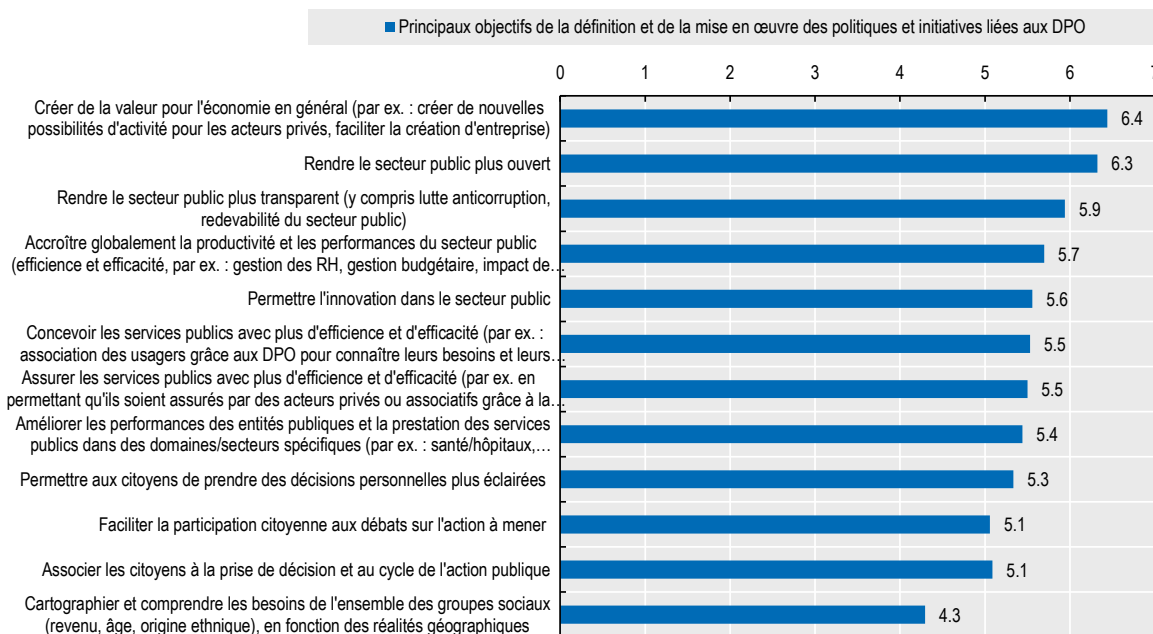 Principaux objectifs de la définition et de la mise en œuvre des politiques et initiatives liées aux DPO
0 1 2 3 4 5 6 7
Créer de la valeur pour l'économie en général (par ex. : créer de nouvelles
possibilités d'activité pour les acteurs privés, faciliter la création d'entreprise)
6.4
Rendre le secteur public plus ouvert
6.3
Rendre le secteur public plus transparent (y compris lutte anticorruption,
redevabilité du secteur public)
5.9
Accroître globalement la productivité et les performances du secteur public
(efficience et efficacité, par ex. : gestion des RH, gestion budgétaire, impact de…
5.7
Permettre l'innovation dans le secteur public
5.6
Concevoir les services publics avec plus d'efficience et d'efficacité (par ex. :
association des usagers grâce aux DPO pour connaître leurs besoins et leurs…
5.5
Assurer les services publics avec plus d'efficience et d'efficacité (par ex. en
permettant qu'ils soient assurés par des acteurs privés ou associatifs grâce à la…
5.5
Améliorer les performances des entités publiques et la prestation des services
publics dans des domaines/secteurs spécifiques (par ex. : santé/hôpitaux,…
5.4
Permettre aux citoyens de prendre des décisions personnelles plus éclairées
5.3
Faciliter la participation citoyenne aux débats sur l'action à mener
5.1
Associer les citoyens à la prise de décision et au cycle de l'action publique
5.1
Cartographier et comprendre les besoins de l'ensemble des groupes sociaux
(revenu, âge, origine ethnique), en fonction des réalités géographiques
4.3